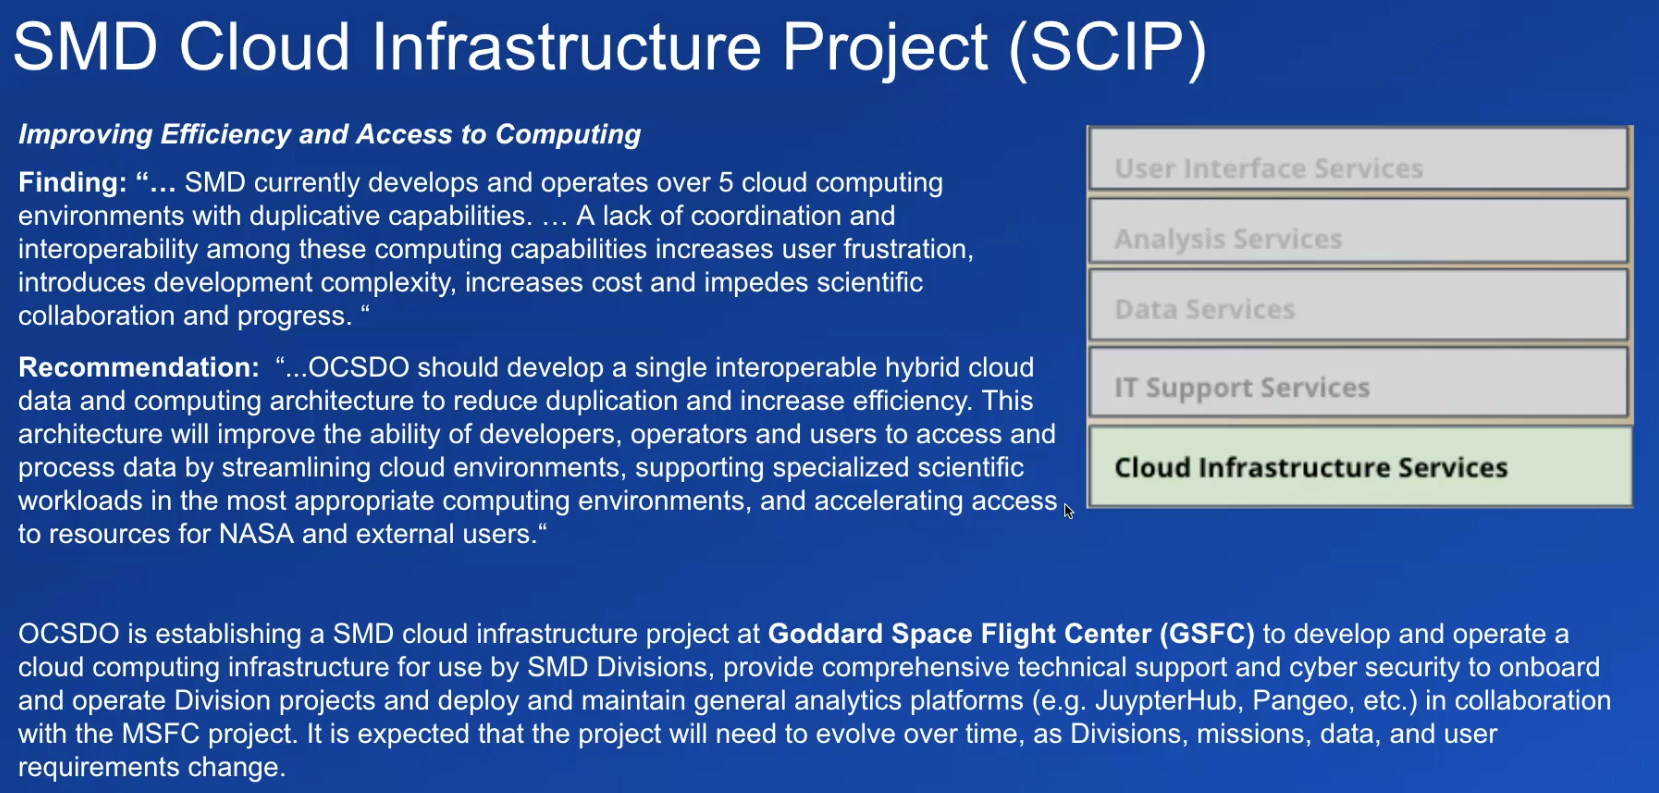 SMD Cloud Infrastructure Project (SCIP)
Improving Efficiency and Access to Computing
Finding: “… SMD currently develops and operates over 5 cloud computing
environments with duplicative capabilities. … A lack of coordination and
interoperability among these computing capabilities increases user frustration,
introduces development complexity, increases cost and impedes scientific
collaboration and progress. “
Recommendation:  “...OCSDO should develop a single interoperable hybrid cloud
data and computing architecture to reduce duplication and increase efficiency. This
architecture will improve the ability of developers, operators and users to access and
process data by streamlining cloud environments, supporting specialized scientific
workloads in the most appropriate computing environments, and accelerating access
to resources for NASA and external users.“
User Interface Services
Analysis Services
Data Services
IT Support Services
Cloud Infrastructure Services
OCSDO is establishing a SMD cloud infrastructure project at Goddard Space Flight Center (GSFC) to develop and operate a
cloud computing infrastructure for use by SMD Divisions, provide comprehensive technical support and cyber security to onboard
and operate Division projects and deploy and maintain general analytics platforms (e.g. JuypterHub, Pangeo, etc.) in collaboration
with the MSFC project. It is expected that the project will need to evolve over time, as Divisions, missions, data, and user
requirements change.